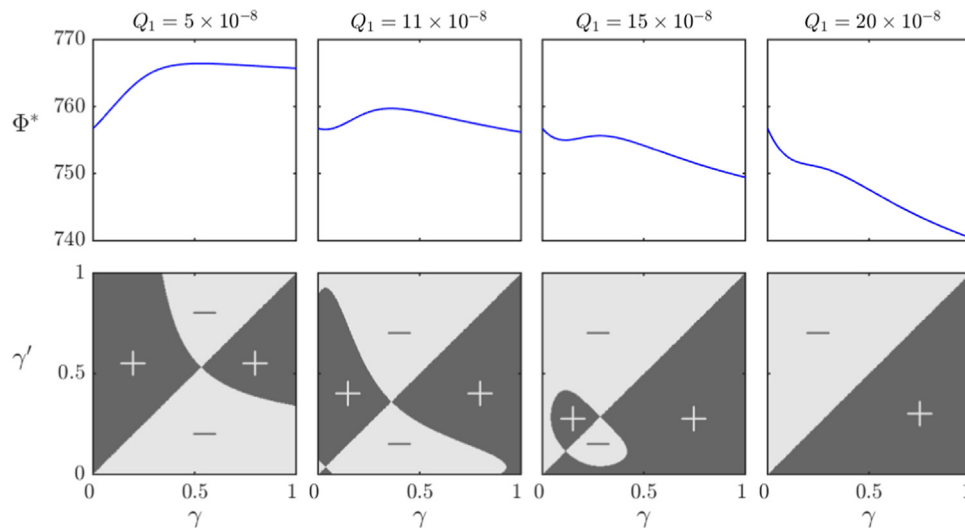 Q₁ = 5 × 10⁻⁸ Q₁ = 11 × 10⁻⁸ Q₁ = 15 × 10⁻⁸ Q₁ = 20 × 10⁻⁸
770
760
Φ*
750
740
1
− − − −
γ′ 0.5
+ + + + + + +
− − −
0
0 0.5 1 0 0.5 1 0 0.5 1 0 0.5 1
γ γ γ γ